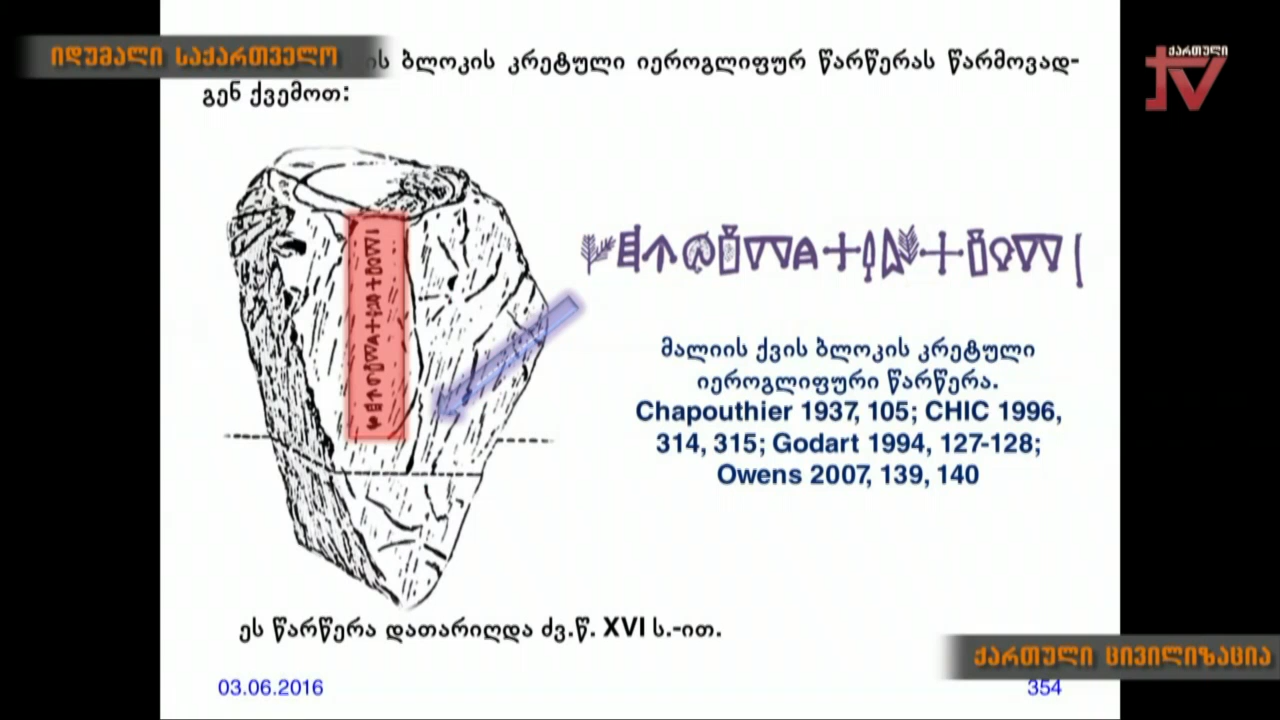 იდუმალი საქართველო
ის ბლოკის კრეტული იეროგლიფურ წარწერას წარმოვად-
გენ ქვემოთ:
ქართული
TV
მალიის ქვის ბლოკის კრეტული
იეროგლიფური წარწერა.
Chapouthier 1937, 105; CHIC 1996,
314, 315; Godart 1994, 127-128;
Owens 2007, 139, 140
ეს წარწერა დათარიღდა ძვ.წ. XVI ს.-ით.
ქართული ცივილიზაცია
03.06.2016
354